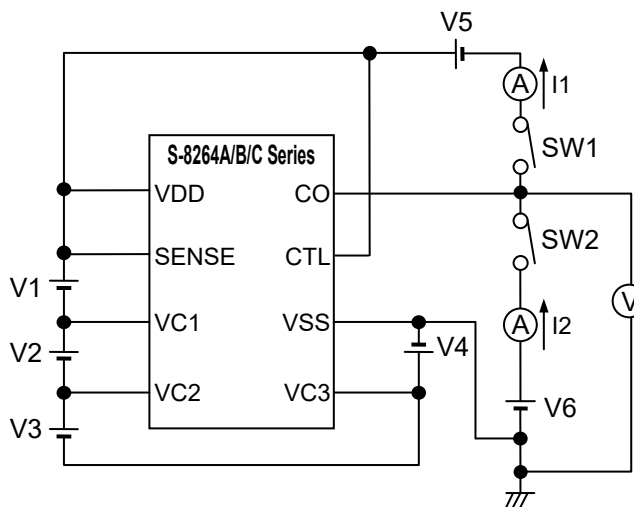 V5
A I1
S-8264A/B/C Series
SW1
VDD CO
SW2
SENSE CTL
V1
V
VC1 VSS A I2
V2 V4
VC2 VC3 V6
V3